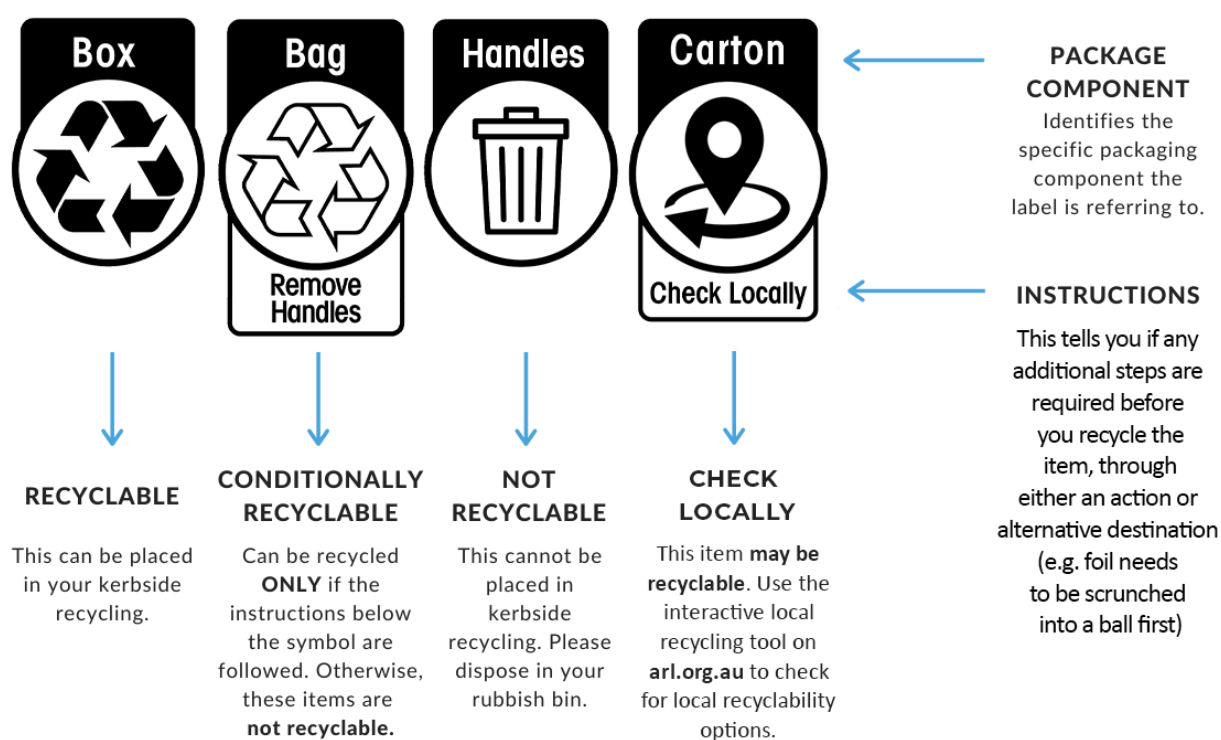 Box
Bag
Remove
Handles
Handles
Carton
Check Locally
PACKAGE
COMPONENT
Identifies the
specific packaging
component the
label is referring to.
INSTRUCTIONS
This tells you if any
additional steps are
required before
you recycle the
item, through
either an action or
alternative destination
(e.g. foil needs
to be scrunched
into a ball first)
RECYCLABLE
This can be placed
in your kerbside
recycling.
CONDITIONALLY
RECYCLABLE
Can be recycled
ONLY if the
instructions below
the symbol are
followed. Otherwise,
these items are
not recyclable.
NOT
RECYCLABLE
This cannot be
placed in
kerbside
recycling. Please
dispose in your
rubbish bin.
CHECK
LOCALLY
This item may be
recyclable. Use the
interactive local
recycling tool on
arl.org.au to check
for local recyclability
options.